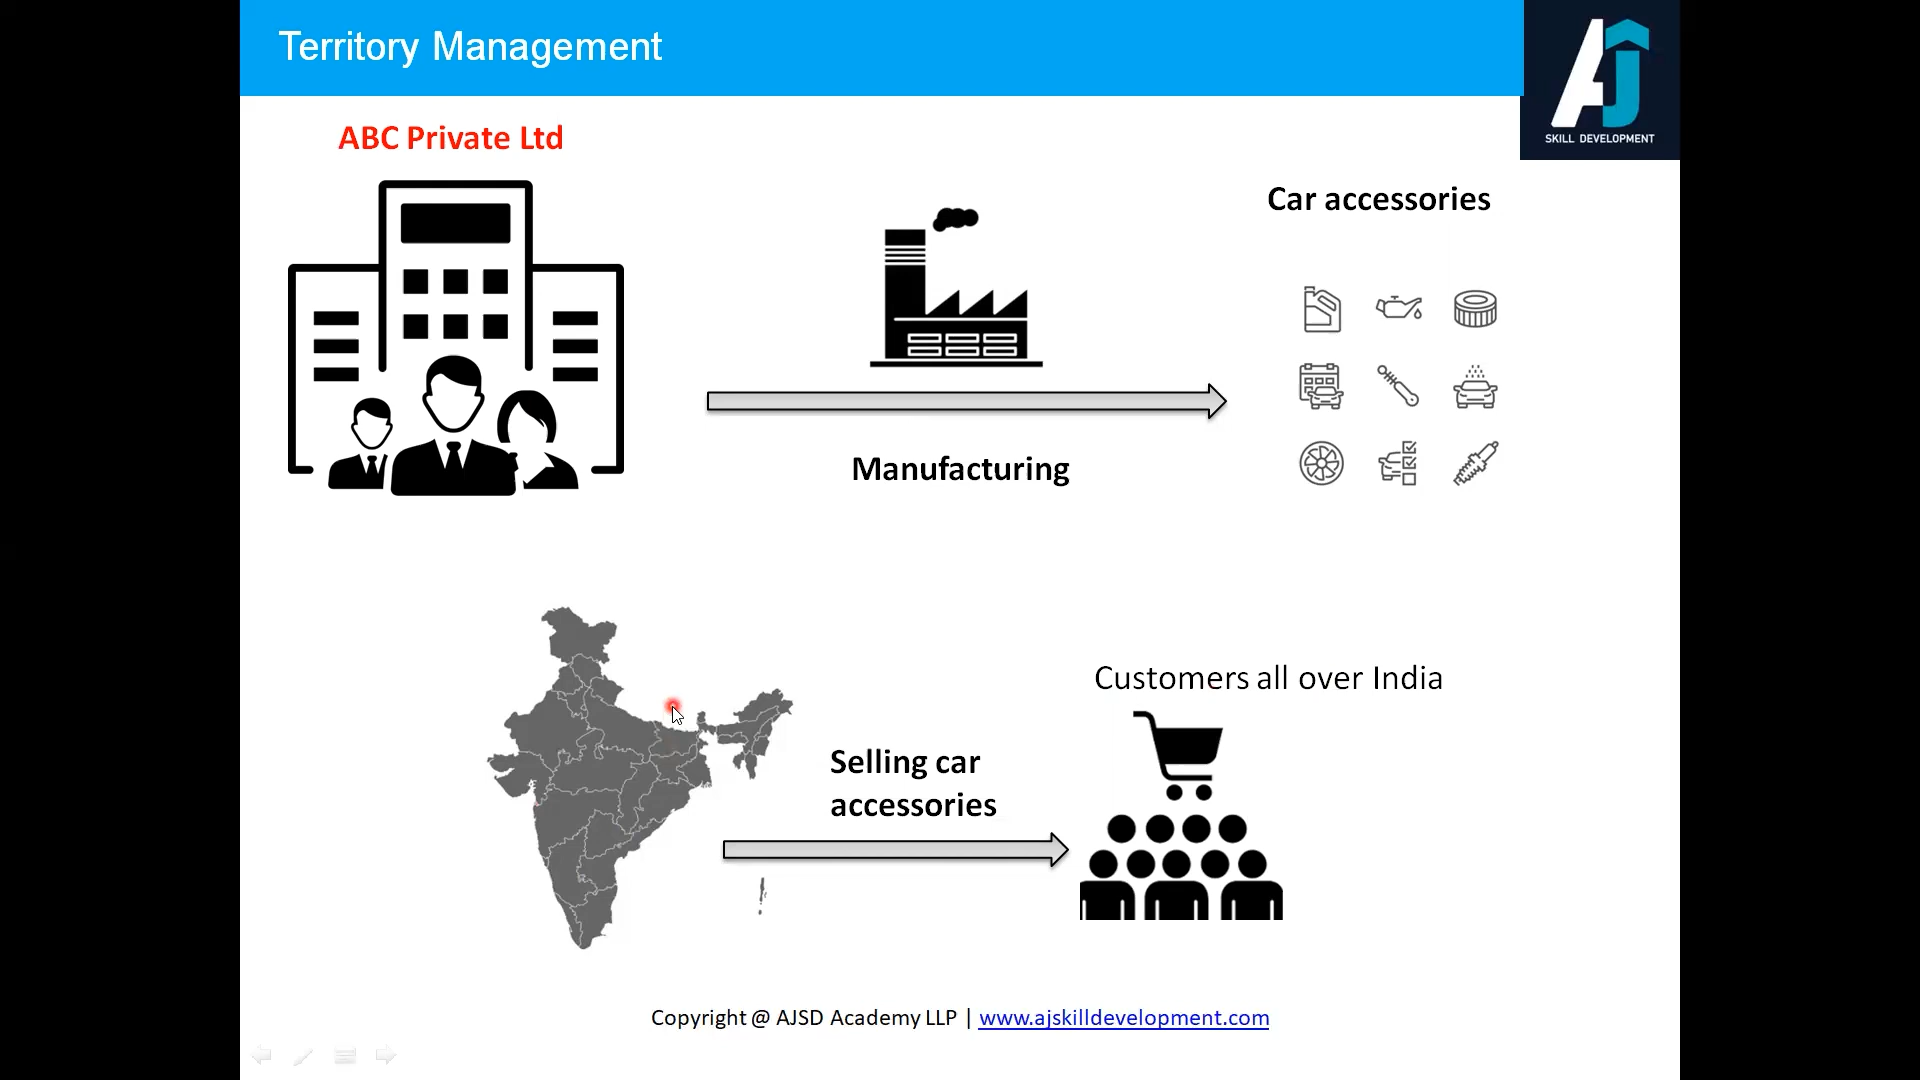 Territory Management
AJ
SKILL DEVELOPMENT
ABC Private Ltd
Car accessories
Manufacturing
Customers all over India
Selling car
accessories
Copyright @ AJSD Academy LLP | www.ajskilldevelopment.com